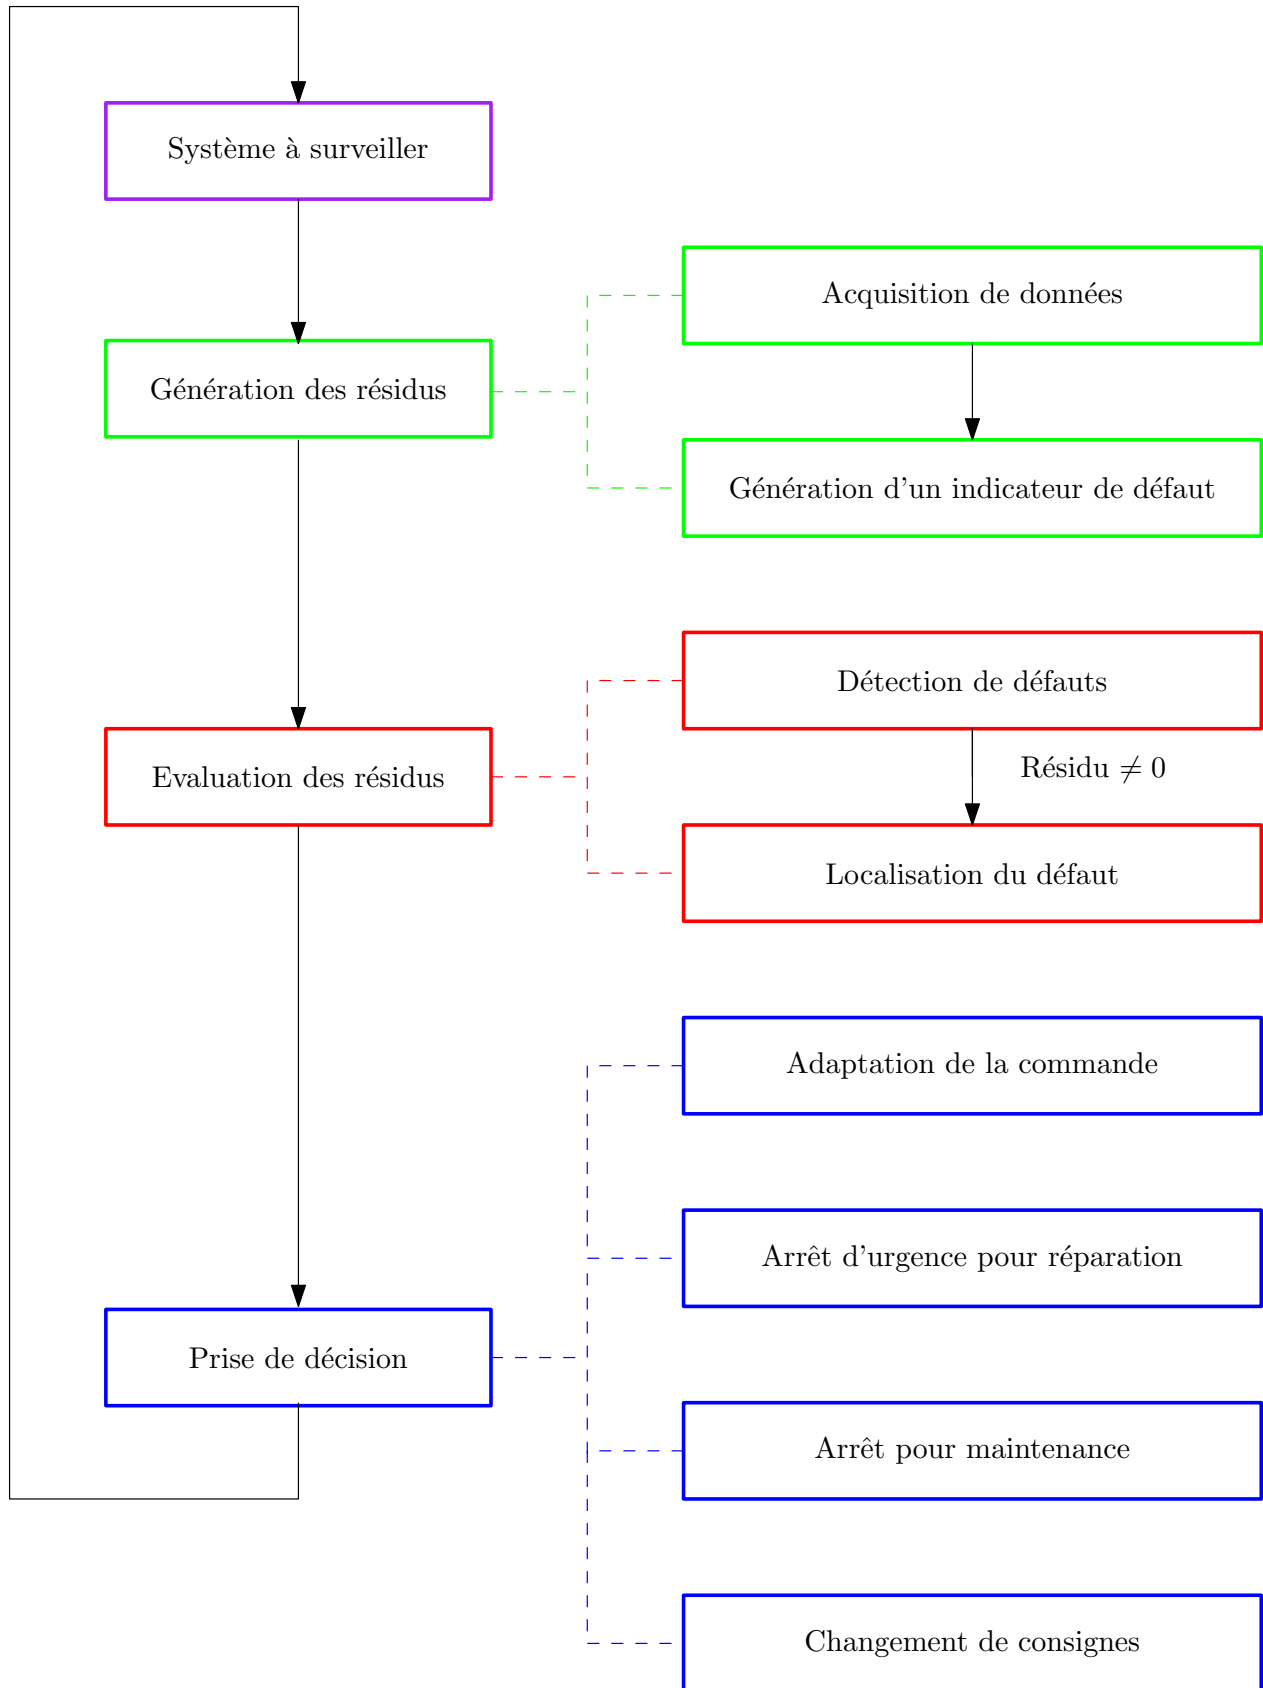 Système à surveiller
Acquisition de données
Génération des résidus
Génération d'un indicateur de défaut
Détection de défauts
Résidu ≠ 0
Evaluation des résidus
Localisation du défaut
Adaptation de la commande
Arrêt d'urgence pour réparation
Prise de décision
Arrêt pour maintenance
Changement de consignes